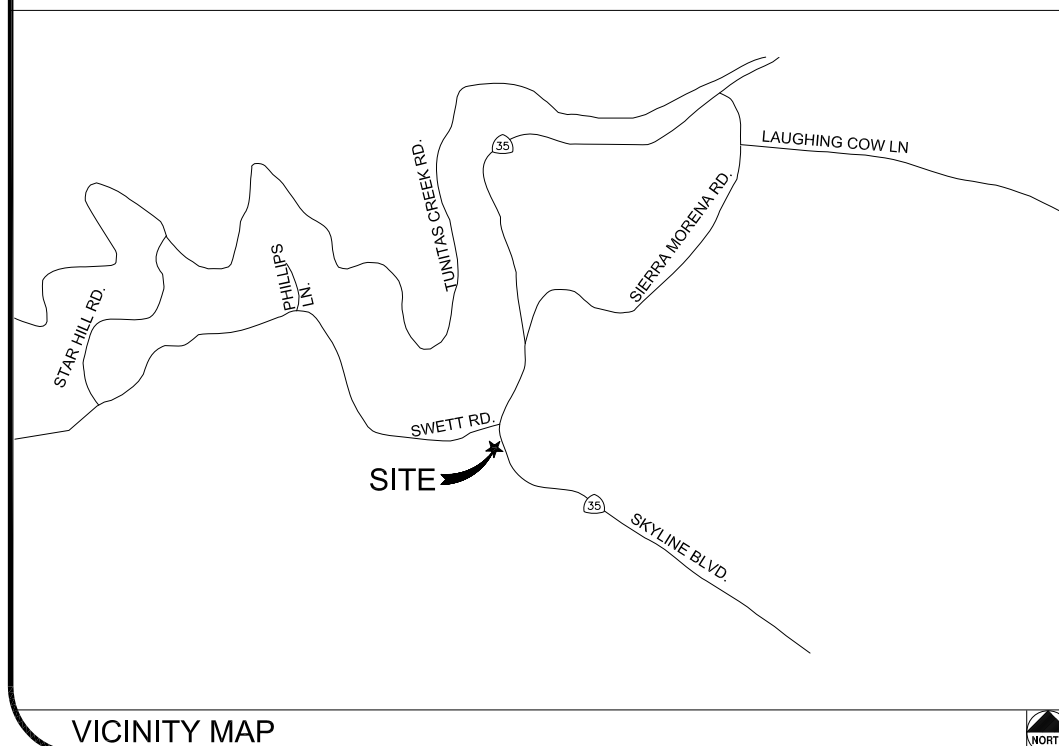 LAUGHING COW LN
35
TUNITAS CREEK RD.
SIERRA MORENA RD.
PHILLIPS
LN.
STAR HILL RD.
SWETT RD.
SITE
35
SKYLINE BLVD.
VICINITY MAP
NORT